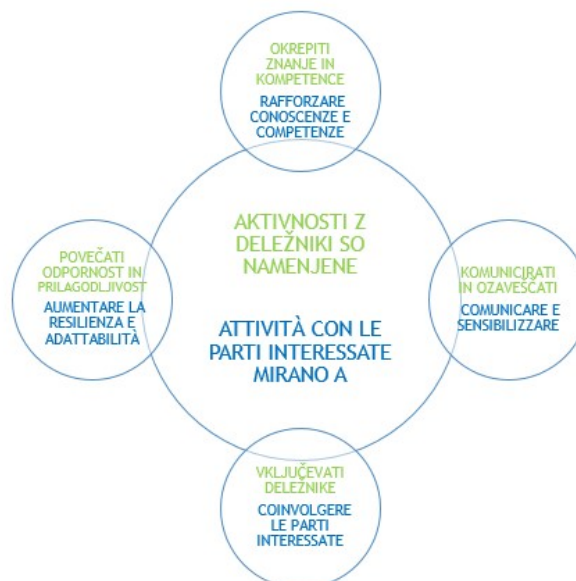 OKREPITI
ZNANJE IN
KOMPETENCE
RAFFORZARE
CONOSCENZE E
COMPETENZE
AKTIVNOSTI Z
DELEŽNIKI SO
NAMENJENE
ATTIVITÀ CON LE
PARTI INTERESSATE
MIRANO A
POVEČATI
ODPORNOST IN
PRILAGODLJIVOST
AUMENTARE LA
RESILIENZA E
ADATTABILITÀ
KOMUNICIRATI
IN OZAVEŠČATI
COMUNICARE E
SENSIBILIZZARE
VKLJUČEVATI
DELEŽNIKE
COINVOLGERE
LE PARTI
INTERESSATE